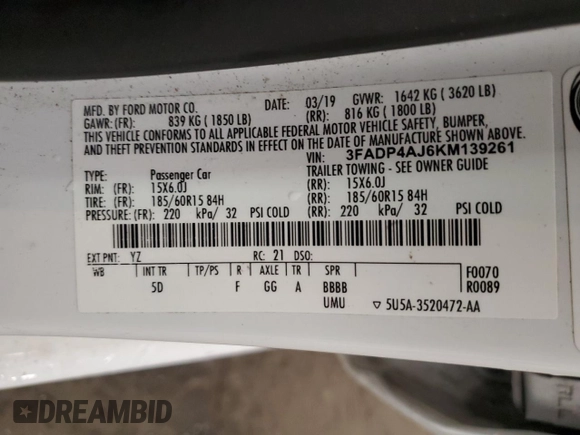 MFD. BY FORD MOTOR CO.
DATE: 03/19 GVWR: 1642 KG ( 3620 LB)
GAWR: (FR): 839 KG ( 1850 LB) (RR): 816 KG ( 1800 LB)
THIS VEHICLE CONFORMS TO ALL APPLICABLE FEDERAL MOTOR VEHICLE SAFETY, BUMPER,
AND THEFT PREVENTION STANDARDS IN EFFECT ON THE DATE OF MANUFACTURE SHOWN ABOVE.
VIN: 3FADP4AJ6KM139261
TYPE: Passenger Car TRAILER TOWING - SEE OWNER GUIDE
RIM: (FR): 15X6.0J (RR): 15X6.0J
TIRE: (FR): 185/60R15 84H (RR): 185/60R15 84H
PRESSURE: (FR): 220 kPa/ 32 PSI COLD (RR): 220 kPa/ 32 PSI COLD
EXT PNT: YZ RC: 21 DSO:
WB INT TR TP/PS R AXLE TR SPR F0070
5D F GG A BBBB R0089
UMU ▽ 5U5A-3520472-AA
DREAMBID